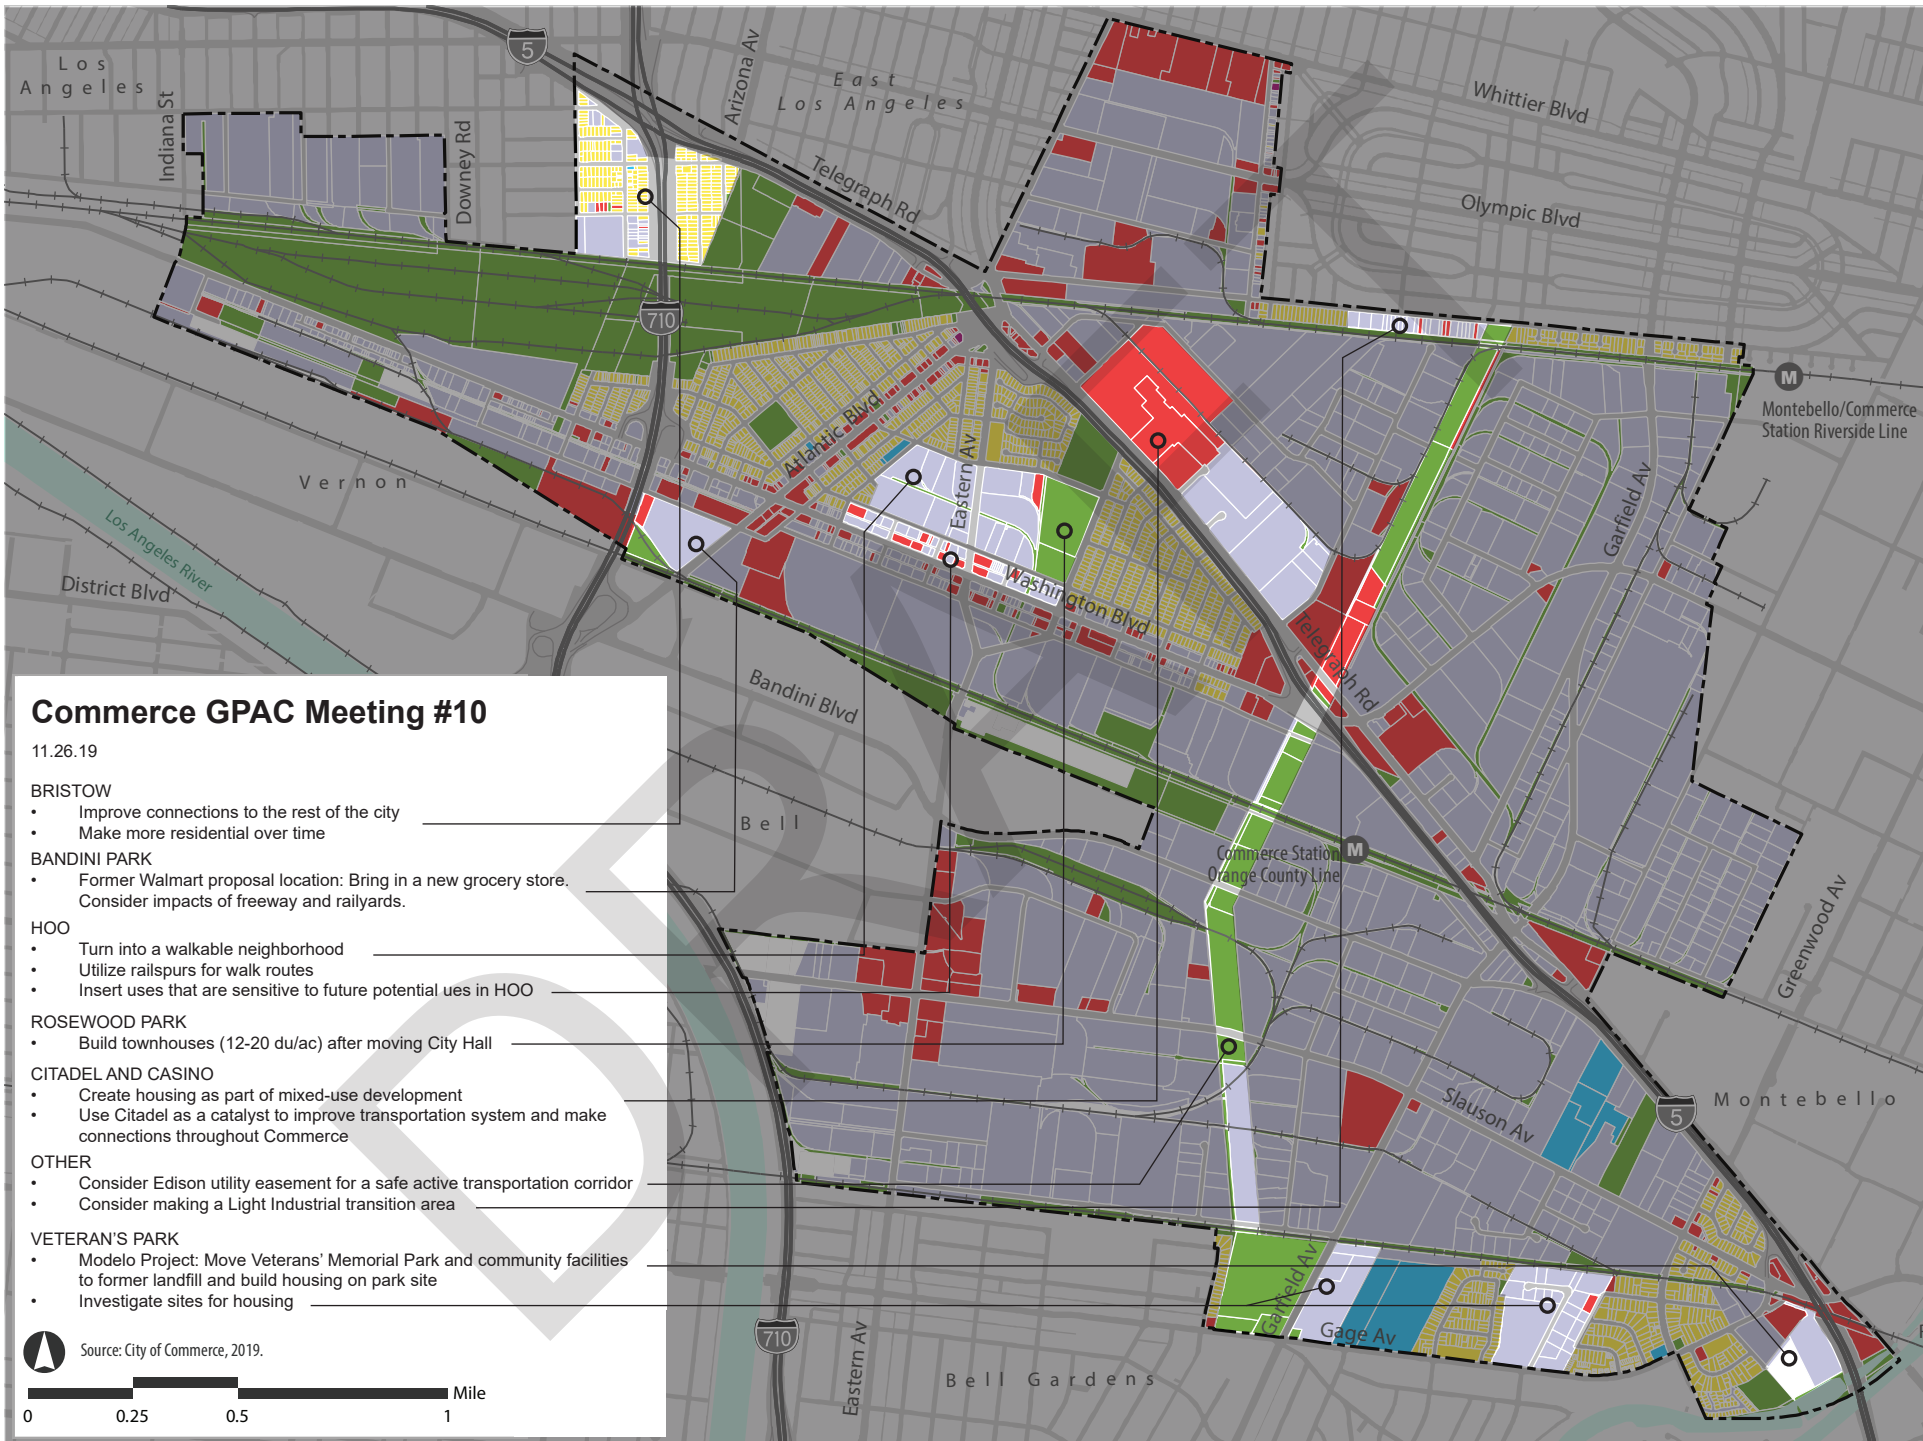 Los
Angeles
Indiana St
Downey Rd
5
Arizona Av
East
Los Angeles
Telegraph Rd
Whittier Blvd
Olympic Blvd
710
M
Montebello/Commerce
Station Riverside Line
Vernon
Los Angeles River
District Blvd
Atlantic Blvd
Eastern Av
Washington Blvd
Garfield Av
Telegraph Rd
Bandini Blvd
Bell
Commerce Station
Orange County Line
M
Greenwood Av
Slauson Av
5
Montebello
Garfield Av
Gage Av
710
Eastern Av
Bell Gardens
DRAFT
Commerce GPAC Meeting #10
11.26.19
BRISTOW
• Improve connections to the rest of the city
• Make more residential over time
BANDINI PARK
• Former Walmart proposal location: Bring in a new grocery store.
Consider impacts of freeway and railyards.
HOO
• Turn into a walkable neighborhood
• Utilize railspurs for walk routes
• Insert uses that are sensitive to future potential ues in HOO
ROSEWOOD PARK
• Build townhouses (12-20 du/ac) after moving City Hall
CITADEL AND CASINO
• Create housing as part of mixed-use development
• Use Citadel as a catalyst to improve transportation system and make
connections throughout Commerce
OTHER
• Consider Edison utility easement for a safe active transportation corridor
• Consider making a Light Industrial transition area
VETERAN'S PARK
• Modelo Project: Move Veterans' Memorial Park and community facilities
to former landfill and build housing on park site
• Investigate sites for housing
Source: City of Commerce, 2019.
Mile
0 0.25 0.5 1